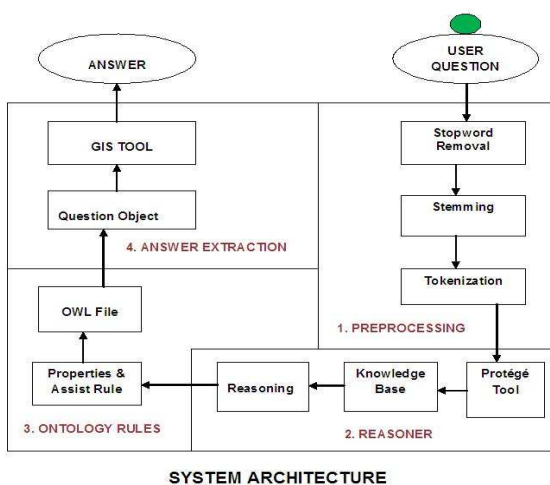 ANSWER
USER
QUESTION
GIS TOOL
Stopword
Removal
Question Object
Stemming
4. ANSWER EXTRACTION
Tokenization
OWL File
1. PREPROCESSING
Properties &
Assist Rule
Reasoning
Knowledge
Base
Protégé
Tool
3. ONTOLOGY RULES
2. REASONER
SYSTEM ARCHITECTURE